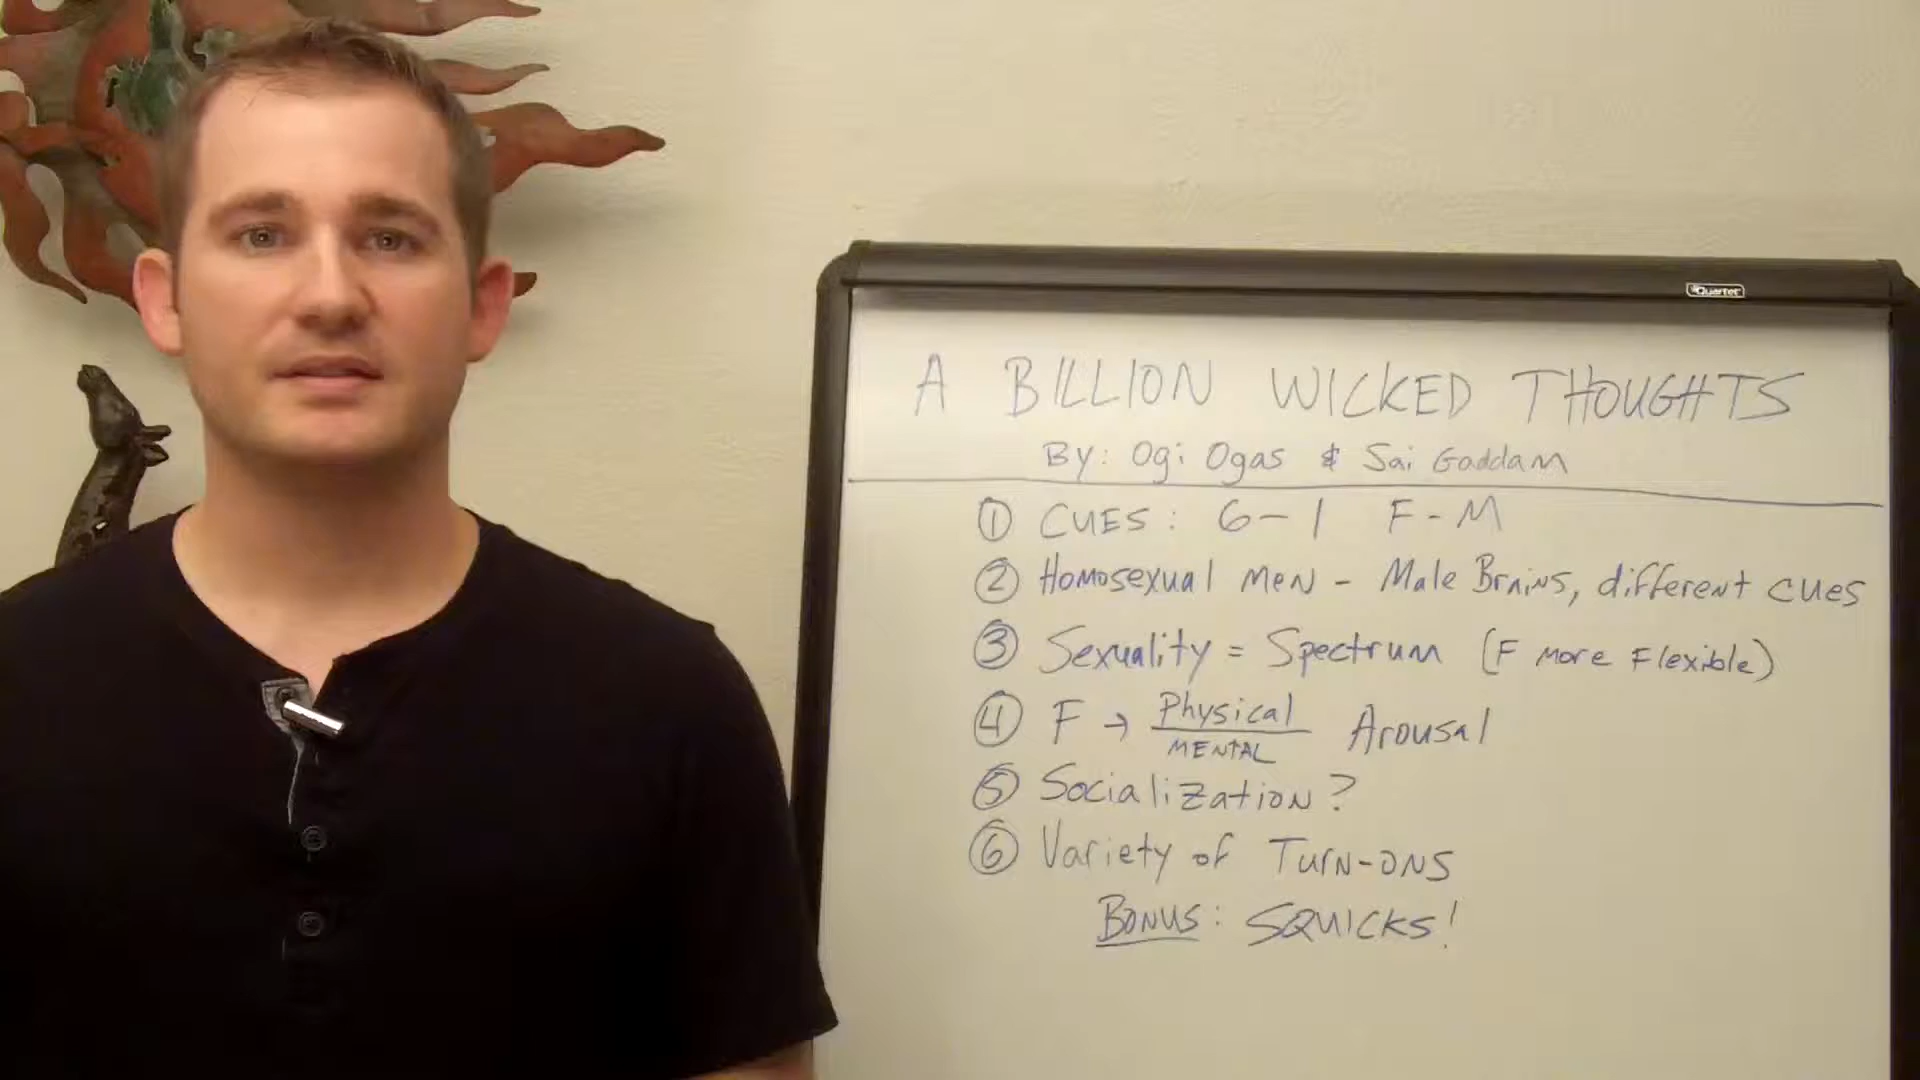 Quartet
A BILLION WICKED THOUGHTS
By: Ogi Ogas & Sai Gaddam
① CUES: 6-1 F-M
② Homosexual Men - Male Brains, different cues
③ Sexuality = Spectrum (F more Flexible)
④ F → Physical/MENTAL Arousal
⑤ Socialization?
⑥ Variety of Turn-ons
Bonus: SQUICKS!